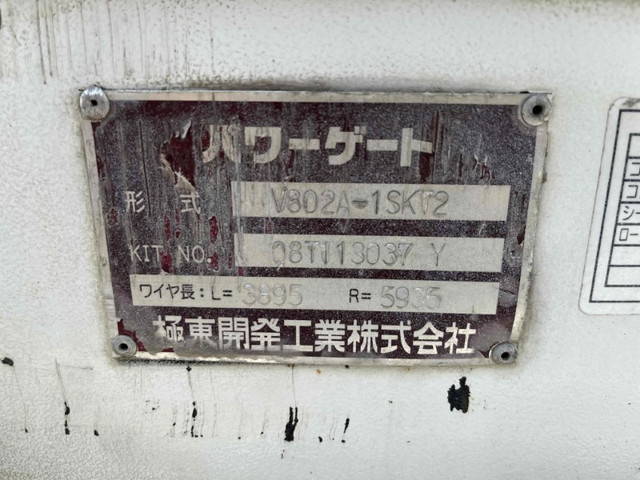 パワーゲート
形式 V802A-1SKT2
KIT NO. 08T113037 Y
ワイヤ長:L= 3895 R= 5935
極東開発工業株式会社